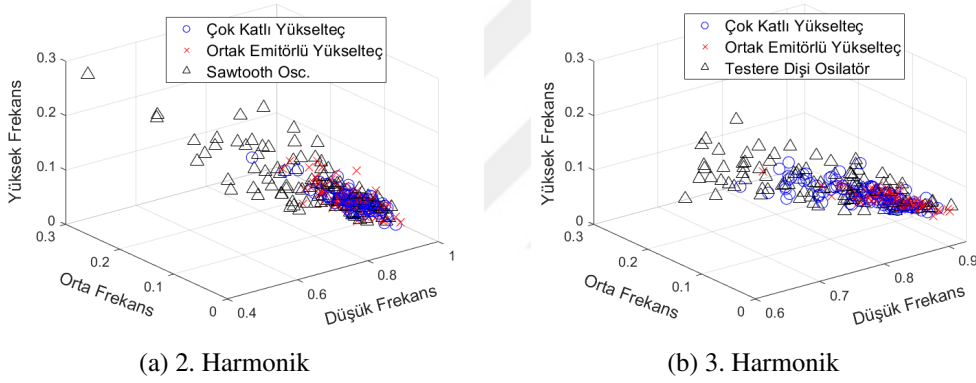 Çok Katlı Yükselteç
Ortak Emitörlü Yükselteç
Sawtooth Osc.
0.3
0.2
0.1
0
Yüksek Frekans
0.3
0.2
0.1
0
Orta Frekans
0.4
0.6
0.8
1
Düşük Frekans
(a) 2. Harmonik
Çok Katlı Yükselteç
Ortak Emitörlü Yükselteç
Testere Dişi Osilatör
0.3
0.2
0.1
0
Yüksek Frekans
0.3
0.2
0.1
0
Orta Frekans
0.6
0.7
0.8
0.9
Düşük Frekans
(b) 3. Harmonik